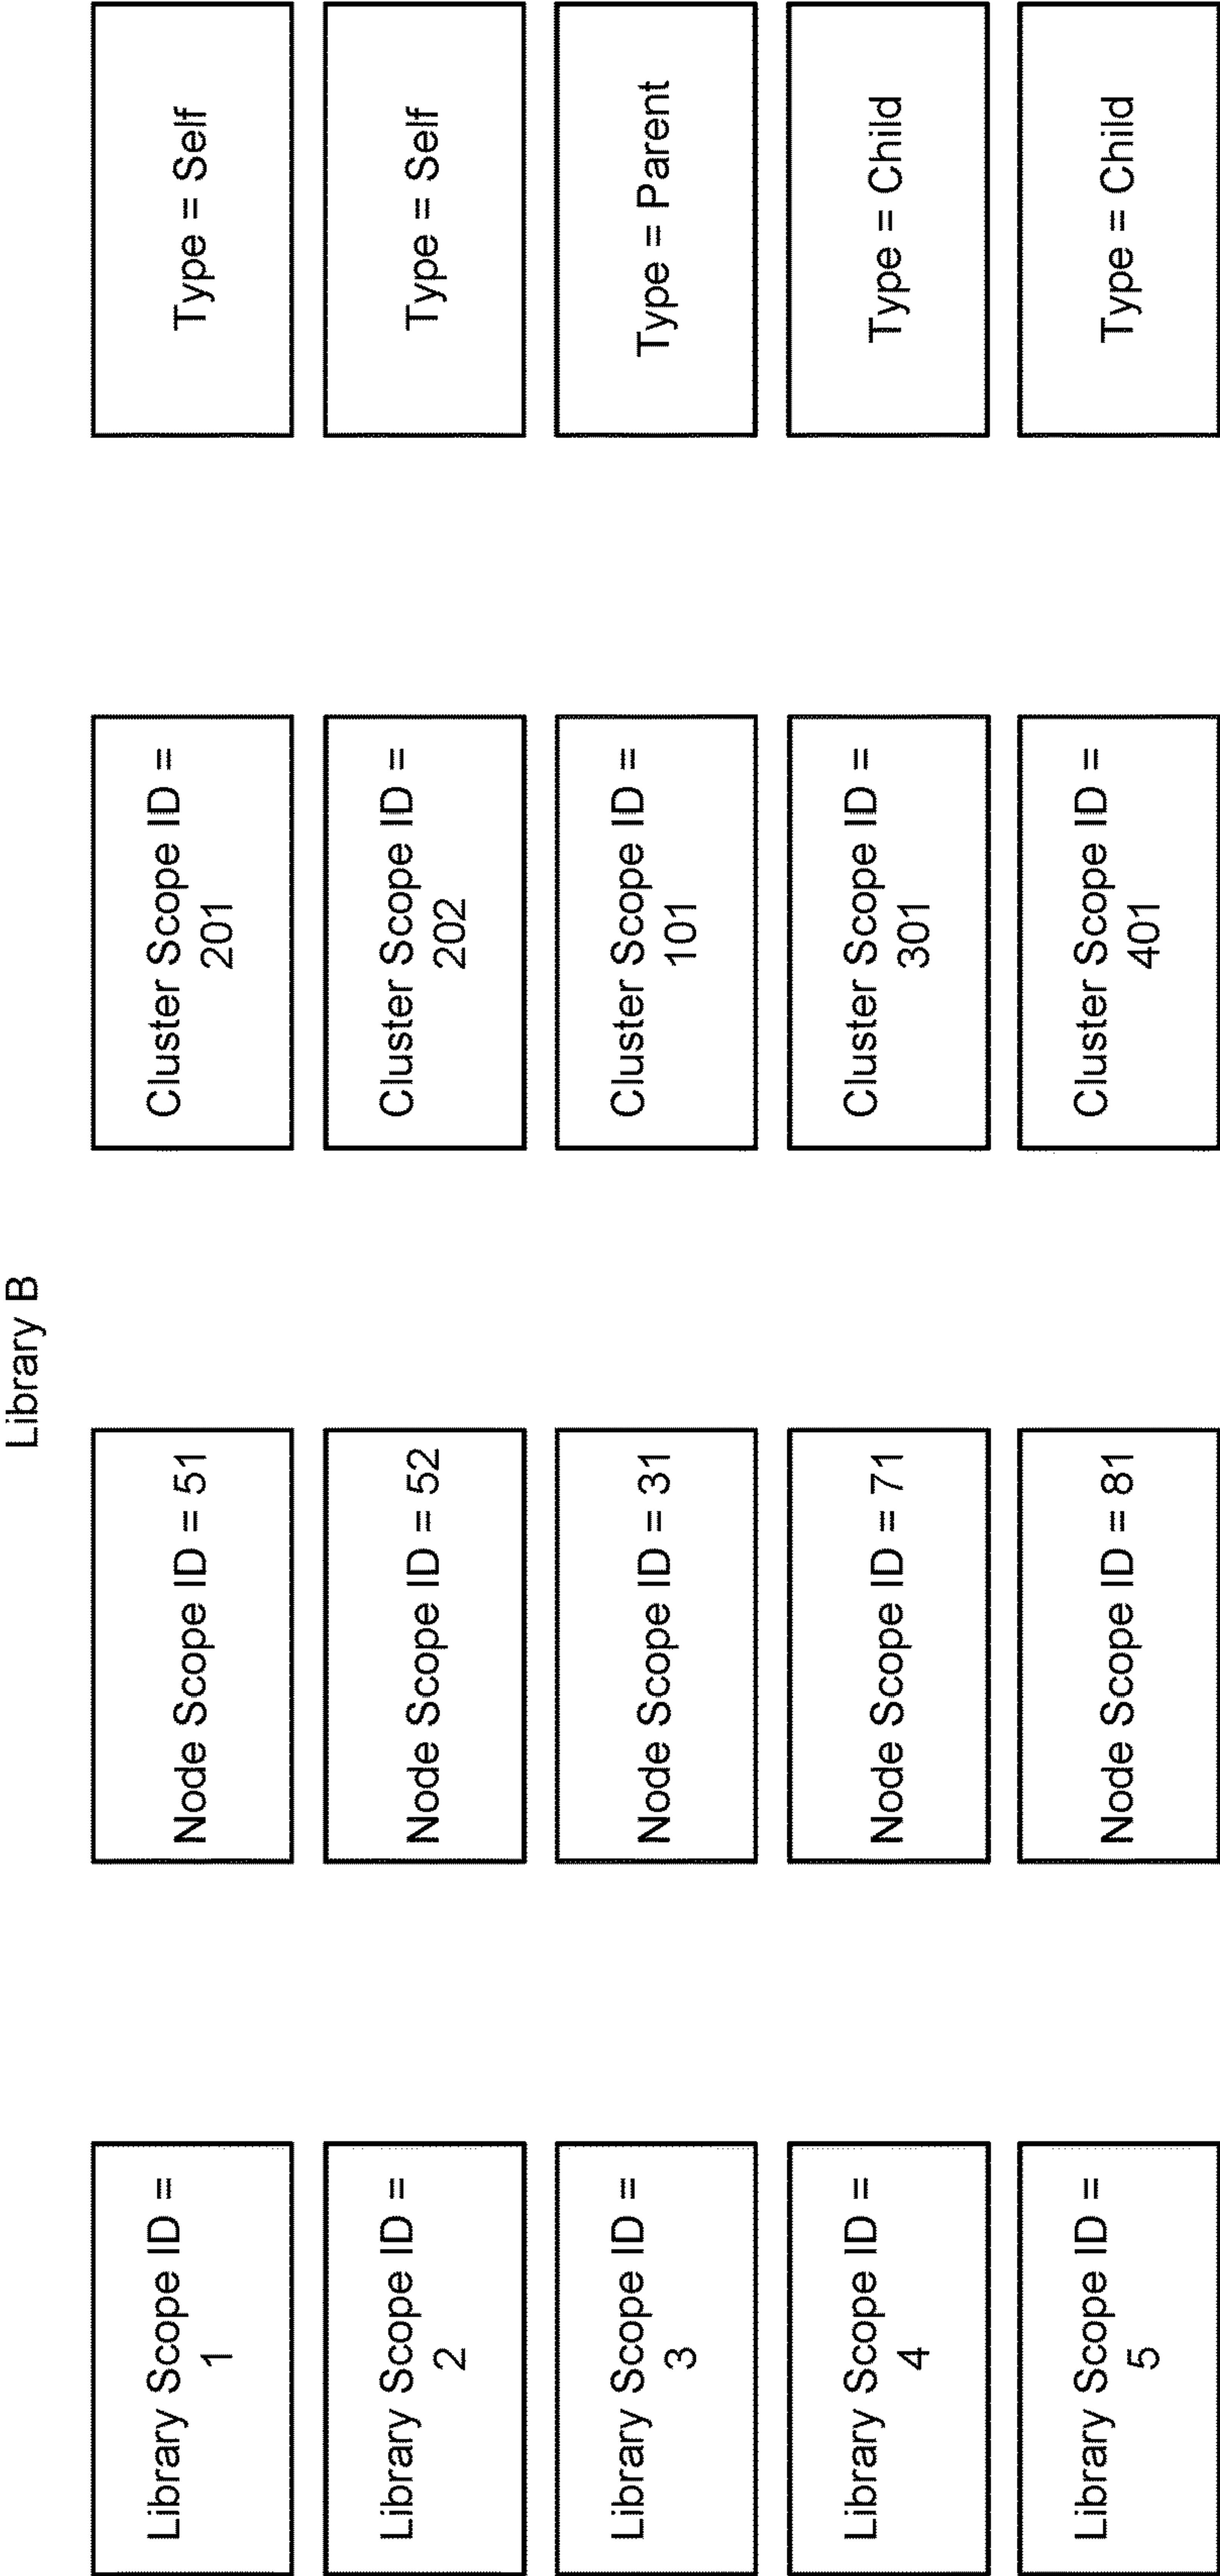 Library B
Library Scope ID =
1
Node Scope ID = 51
Cluster Scope ID =
201
Type = Self
Library Scope ID =
2
Node Scope ID = 52
Cluster Scope ID =
202
Type = Self
Library Scope ID =
3
Node Scope ID = 31
Cluster Scope ID =
101
Type = Parent
Library Scope ID =
4
Node Scope ID = 71
Cluster Scope ID =
301
Type = Child
Library Scope ID =
5
Node Scope ID = 81
Cluster Scope ID =
401
Type = Child